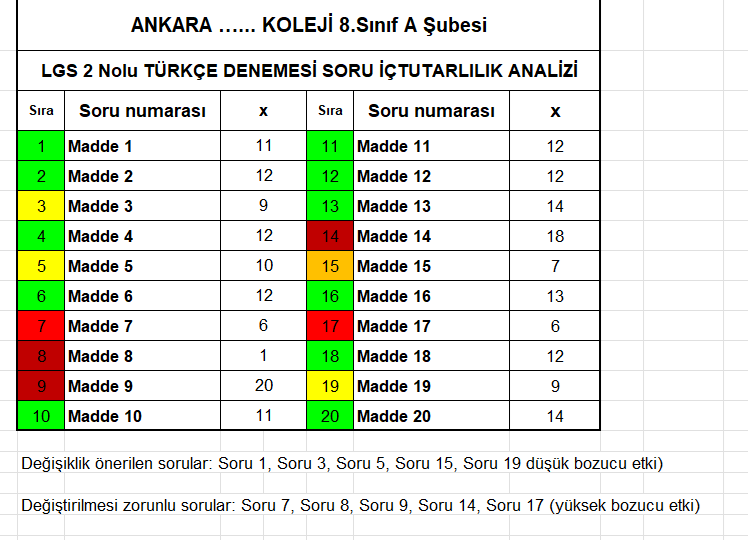 ANKARA …... KOLEJİ 8.Sınıf A Şubesi
LGS 2 Nolu TÜRKÇE DENEMESİ SORU İÇTUTARLILIK ANALİZİ
Sıra Soru numarası x Sıra Soru numarası x
1 Madde 1 11 11 Madde 11 12
2 Madde 2 12 12 Madde 12 12
3 Madde 3 9 13 Madde 13 14
4 Madde 4 12 14 Madde 14 18
5 Madde 5 10 15 Madde 15 7
6 Madde 6 12 16 Madde 16 13
7 Madde 7 6 17 Madde 17 6
8 Madde 8 1 18 Madde 18 12
9 Madde 9 20 19 Madde 19 9
10 Madde 10 11 20 Madde 20 14
Değişiklik önerilen sorular: Soru 1, Soru 3, Soru 5, Soru 15, Soru 19 düşük bozucu etki)
Değiştirilmesi zorunlu sorular: Soru 7, Soru 8, Soru 9, Soru 14, Soru 17 (yüksek bozucu etki)